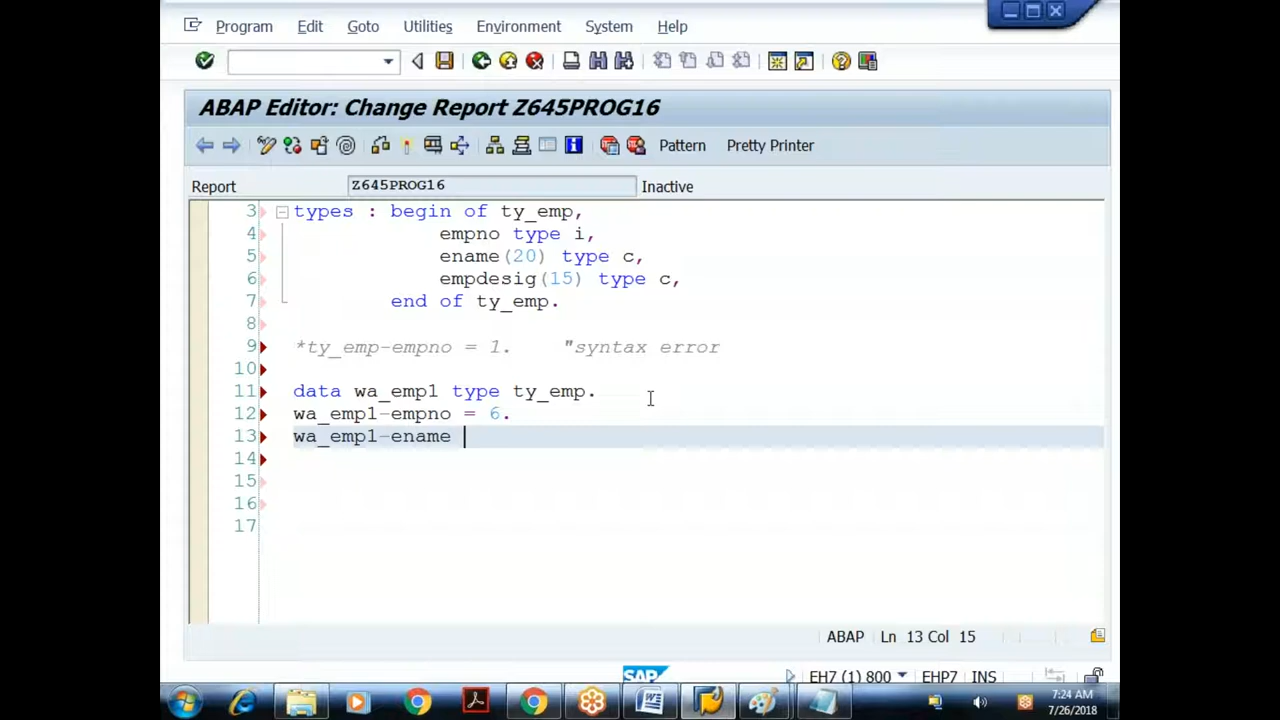 Program Edit Goto Utilities Environment System Help
ABAP Editor: Change Report Z645PROG16
Pattern Pretty Printer
Report Z645PROG16 Inactive
3 types : begin of ty_emp,
4 empno type i,
5 ename(20) type c,
6 empdesig(15) type c,
7 end of ty_emp.
8
9 *ty_emp-empno = 1. "syntax error
10
11 data wa_emp1 type ty_emp.
12 wa_emp1-empno = 6.
13 wa_emp1-ename
14
15
16
17
ABAP Ln 13 Col 15
SAP EH7 (1) 800 EHP7 INS
7:24 AM
7/26/2018